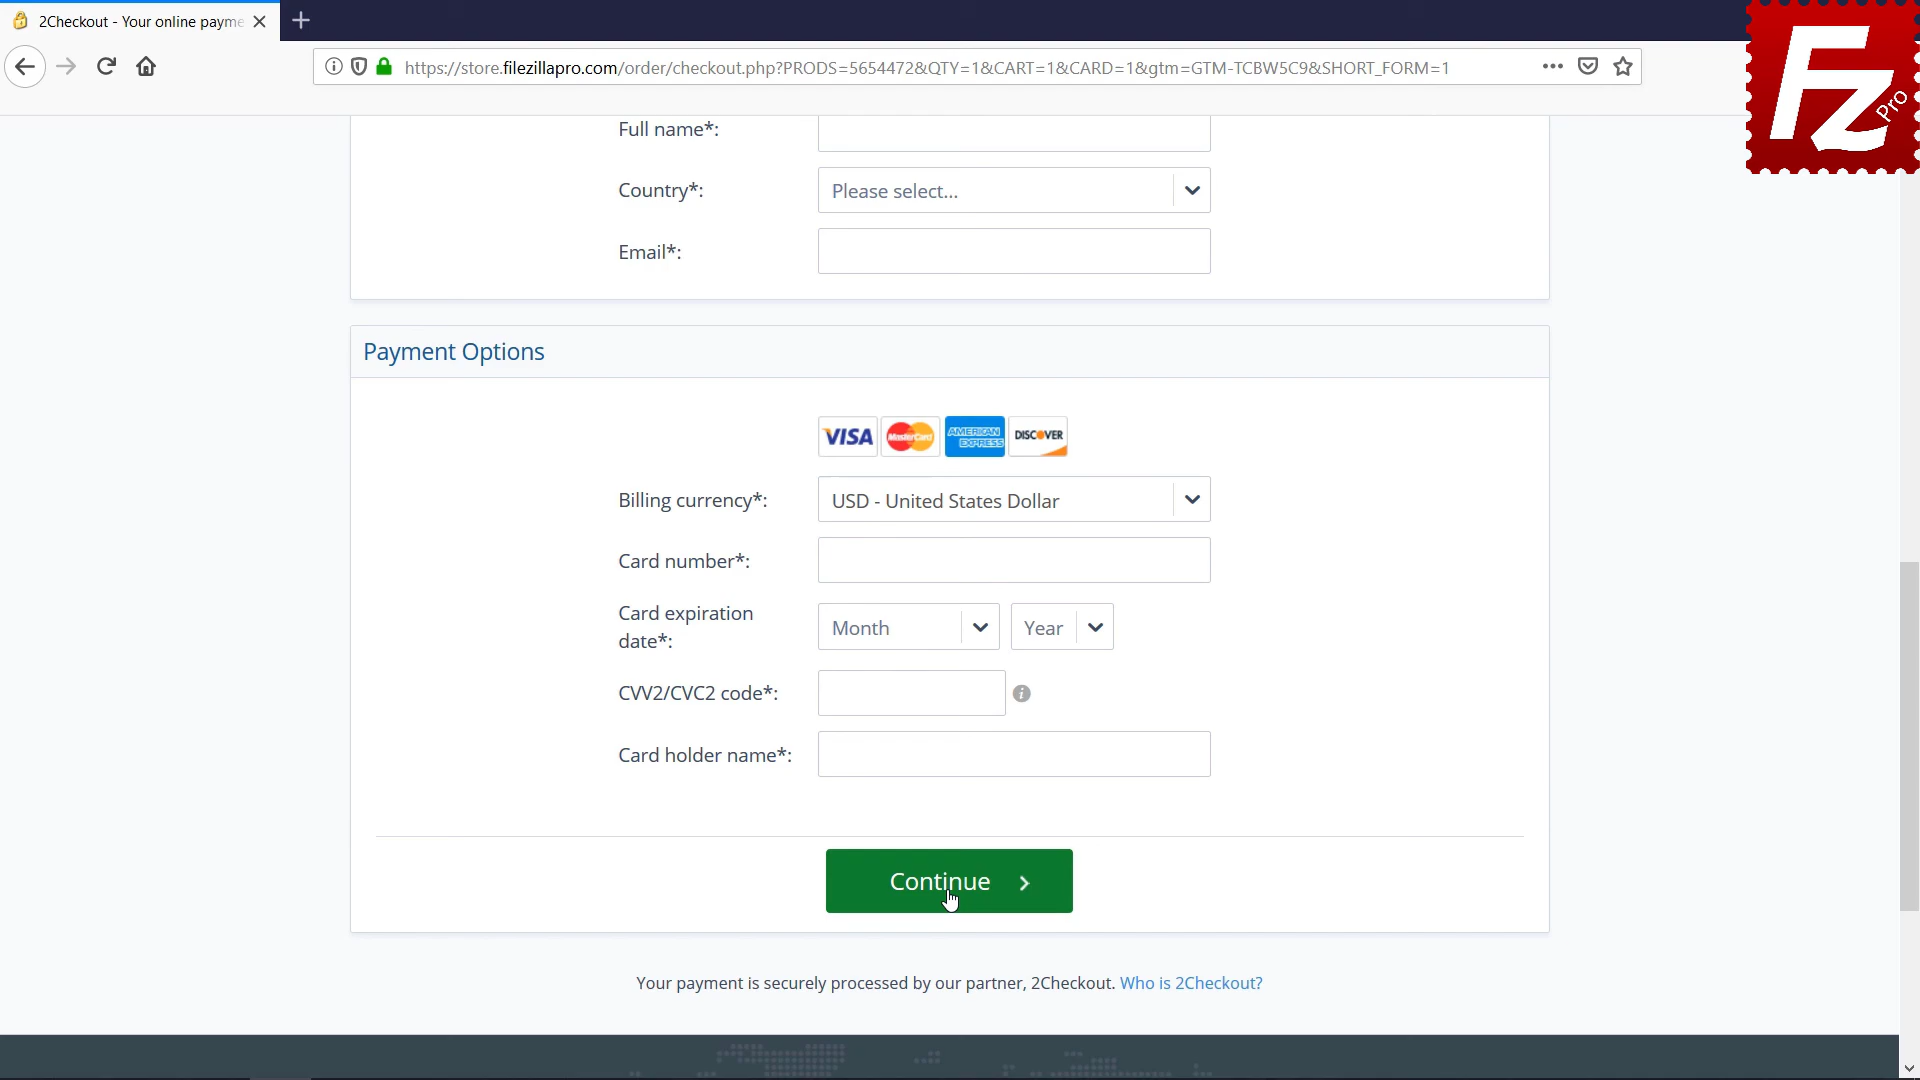 2Checkout - Your online payme
https://store.filezillapro.com/order/checkout.php?PRODS=5654472&QTY=1&CART=1&CARD=1&gtm=GTM-TCBW5C9&SHORT_FORM=1
Fz Pro
Full name*:
Country*: Please select...
Email*:
Payment Options
VISA MasterCard AMERICAN EXPRESS DISCOVER
Billing currency*: USD - United States Dollar
Card number*:
Card expiration
date*: Month Year
CVV2/CVC2 code*:
Card holder name*:
Continue
Your payment is securely processed by our partner, 2Checkout. Who is 2Checkout?